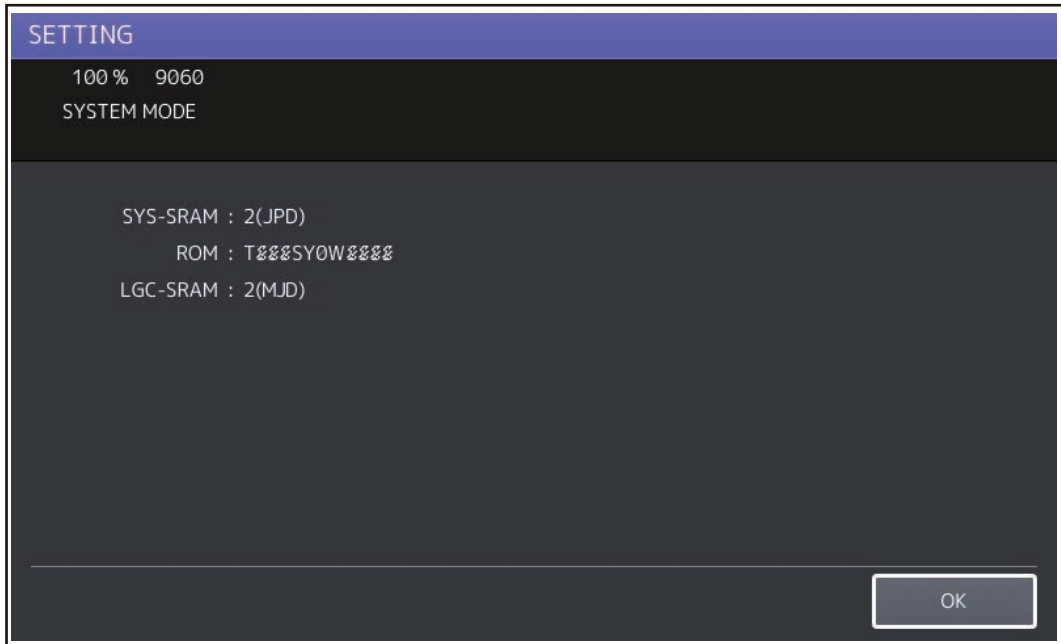 SETTING
100 % 9060
SYSTEM MODE
SYS-SRAM : 2(JPD)
ROM :
LGC-SRAM : 2(MJD)
OK